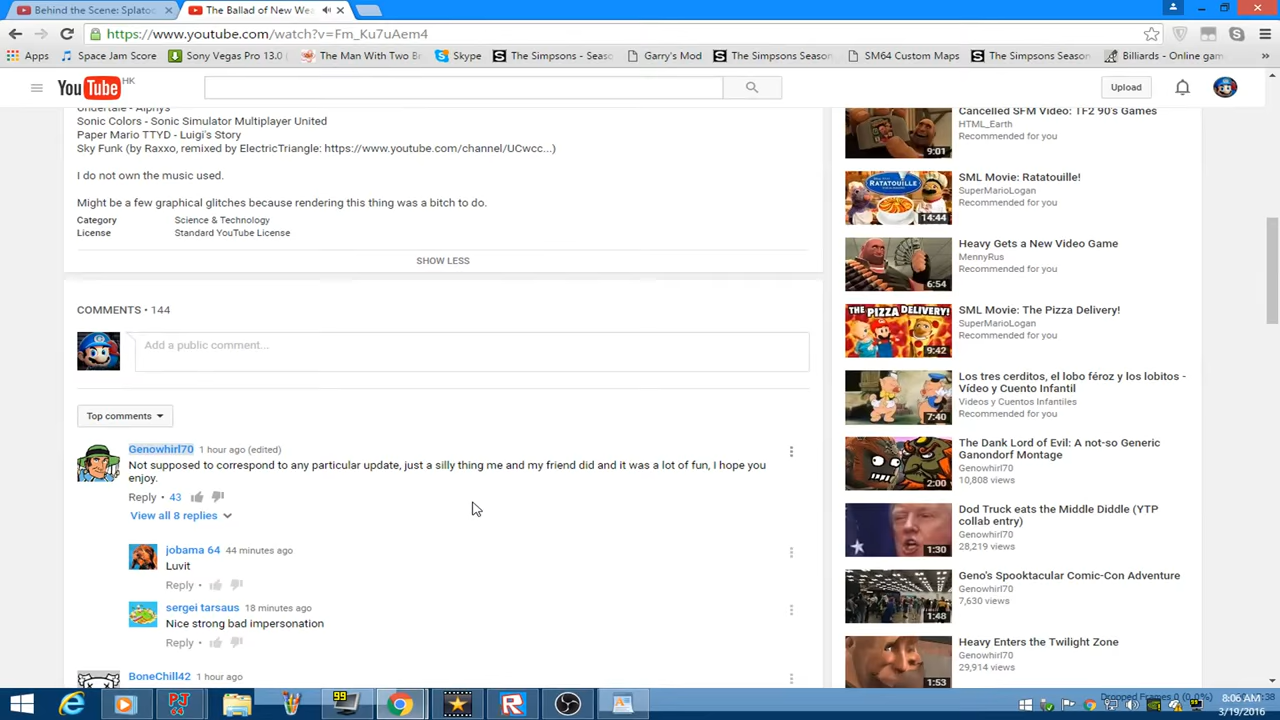 Behind the Scene: Splatoo
The Ballad of New Wea
https://www.youtube.com/watch?v=Fm_Ku7uAem4
Apps
Space Jam Score
Sony Vegas Pro 13.0 (
The Man With Two Br
Skype
The Simpsons - Seaso
Garry's Mod
The Simpsons Season
SM64 Custom Maps
The Simpsons Season
Billiards - Online gam
YouTube HK
Upload
Undertale - Alphys
Sonic Colors - Sonic Simulator Multiplayer United
Paper Mario TTYD - Luigi's Story
Sky Funk (by Raxxo, remixed by ElectricTriangle: https://www.youtube.com/channel/UCwcc...)
I do not own the music used.
Might be a few graphical glitches because rendering this thing was a bitch to do.
Category Science & Technology
License Standard YouTube License
SHOW LESS
COMMENTS • 144
Add a public comment...
Top comments
Genowhirl70 1 hour ago (edited)
Not supposed to correspond to any particular update, just a silly thing me and my friend did and it was a lot of fun, I hope you
enjoy.
Reply • 43
View all 8 replies
jobama 64 44 minutes ago
Luvit
Reply
sergei tarsaus 18 minutes ago
Nice strong bad impersonation
Reply
BoneChill42 1 hour ago
Cancelled SFM Video: TF2 90's Games
HTML_Earth
Recommended for you
9:01
SML Movie: Ratatouille!
SuperMarioLogan
Recommended for you
RATATOUILLE
14:44
Heavy Gets a New Video Game
MennyRus
Recommended for you
6:54
SML Movie: The Pizza Delivery!
SuperMarioLogan
Recommended for you
THE PIZZA DELIVERY!
9:42
Los tres cerditos, el lobo féroz y los lobitos -
Vídeo y Cuento Infantil
Videos y Cuentos Infantiles
Recommended for you
7:40
The Dank Lord of Evil: A not-so Generic
Ganondorf Montage
Genowhirl70
10,808 views
2:00
Dod Truck eats the Middle Diddle (YTP
collab entry)
Genowhirl70
28,219 views
1:30
Geno's Spooktacular Comic-Con Adventure
Genowhirl70
7,630 views
1:48
Heavy Enters the Twilight Zone
Genowhirl70
29,914 views
1:53
PJ
64
99
Dropped Frames 0 (0.0%)
8:06 AM
3/19/2016